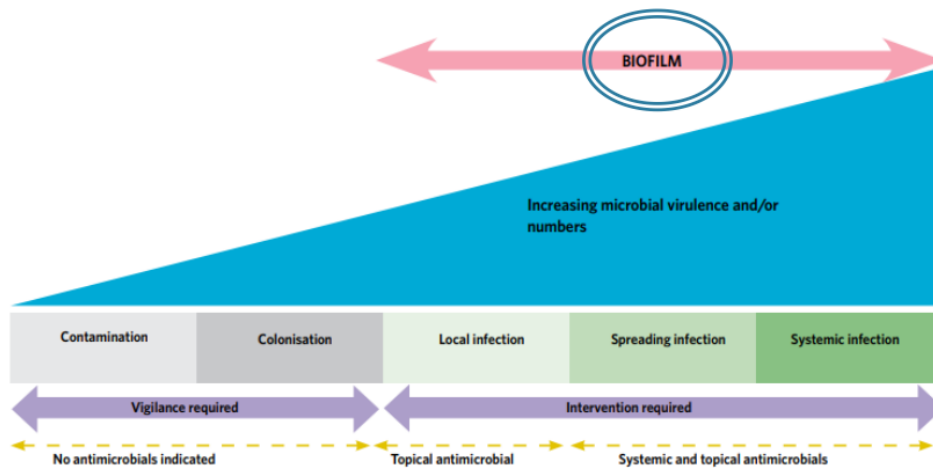 BIOFILM
Increasing microbial virulence and/or
numbers
Contamination
Colonisation
Local infection
Spreading infection
Systemic infection
Vigilance required
Intervention required
No antimicrobials indicated
Topical antimicrobial
Systemic and topical antimicrobials